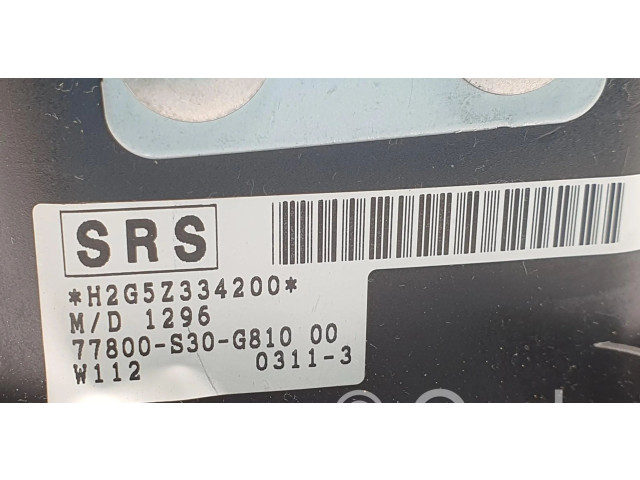 SRS
*H2G5Z334200*
M/D 1296
77800-S30-G810 00
W112 0311-3